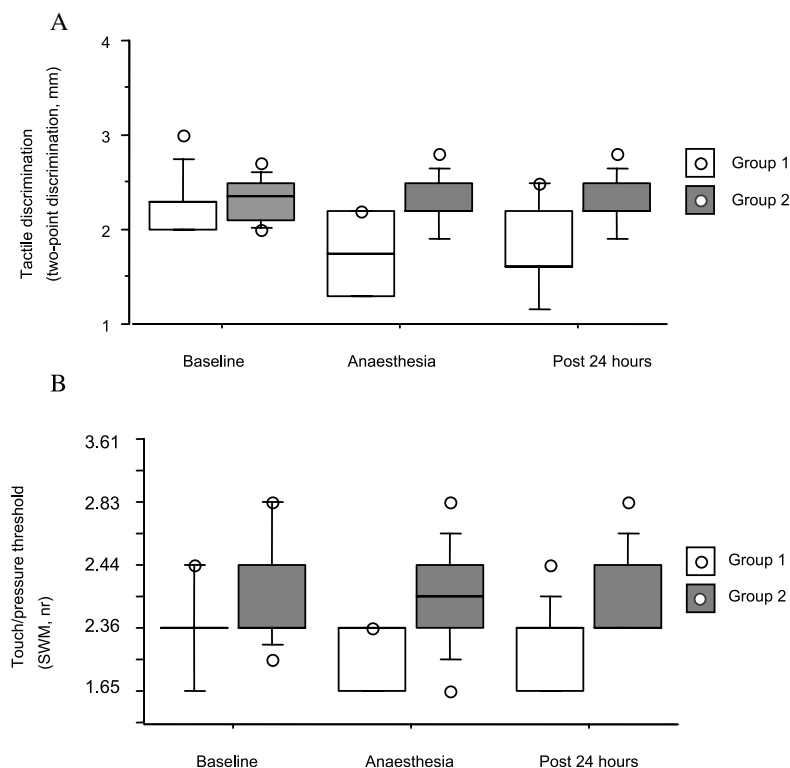 A
Tactile discrimination
(two-point discrimination, mm)
4
3
2
1
Baseline
Anaesthesia
Post 24 hours
Group 1
Group 2
B
Touch/pressure threshold
(SWM, nr)
3.61
2.83
2.44
2.36
1.65
Baseline
Anaesthesia
Post 24 hours
Group 1
Group 2